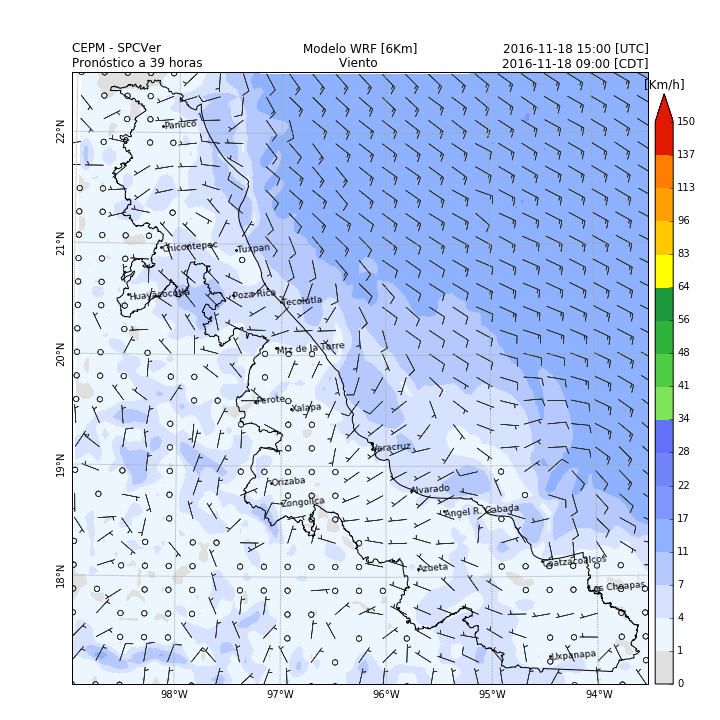 CEPM - SPCVer
Modelo WRF [6Km]
2016-11-18 15:00 [UTC]
Pronóstico a 39 horas
Viento
2016-11-18 09:00 [CDT]
[Km/h]
150
137
113
96
83
64
56
48
41
34
28
22
17
11
7
4
1
0
22°N
21°N
20°N
19°N
18°N
Panuco
Chicontepec
Tuxpan
Huayacocotla
Poza Rica
Tecolutla
Mtz de la Torre
Perote
Xalapa
Veracruz
Orizaba
Alvarado
Zongolica
Angel R. Cabada
Azueta
Coatzacoalcos
Las Choapas
Uxpanapa
98°W
97°W
96°W
95°W
94°W